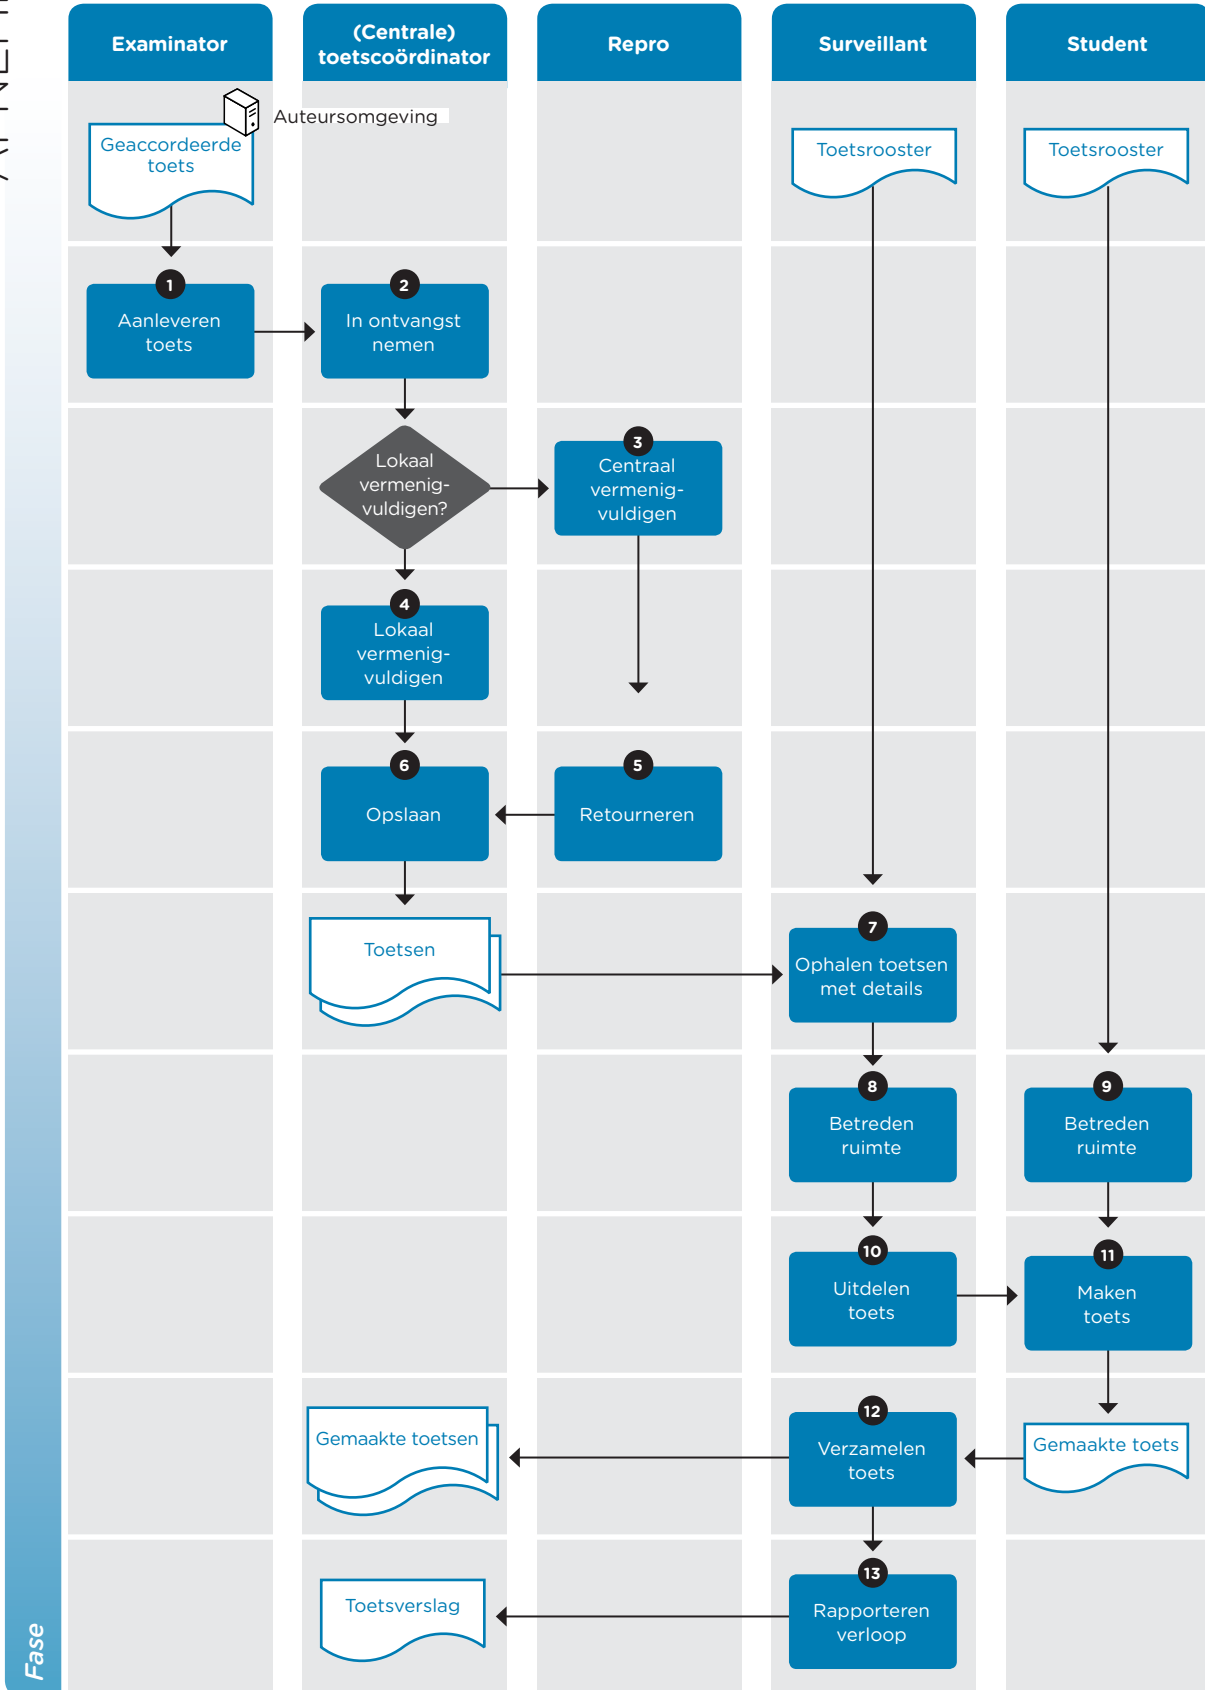 Examinator
(Centrale)
toetscoördinator
Repro
Surveillant
Student
Auteursomgeving
Geaccordeerde
toets
Toetsrooster
Toetsrooster
1
Aanleveren
toets
2
In ontvangst
nemen
Lokaal
vermenig-
vuldigen?
3
Centraal
vermenig-
vuldigen
4
Lokaal
vermenig-
vuldigen
6
Opslaan
5
Retourneren
Toetsen
7
Ophalen toetsen
met details
8
Betreden
ruimte
9
Betreden
ruimte
10
Uitdelen
toets
11
Maken
toets
Gemaakte toetsen
12
Verzamelen
toets
Gemaakte toets
Toetsverslag
13
Rapporteren
verloop
Fase